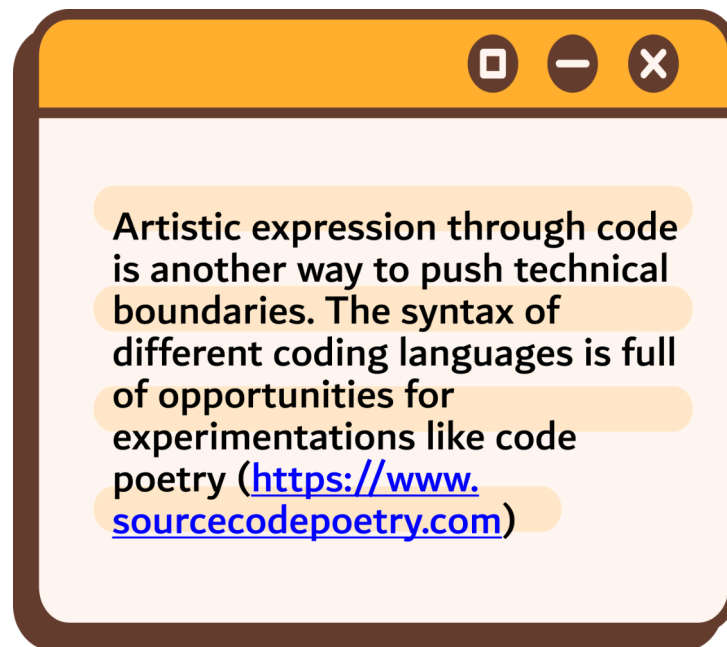 Artistic expression through code
is another way to push technical
boundaries. The syntax of
different coding languages is full
of opportunities for
experimentations like code
poetry (https://www.
sourcecodepoetry.com)